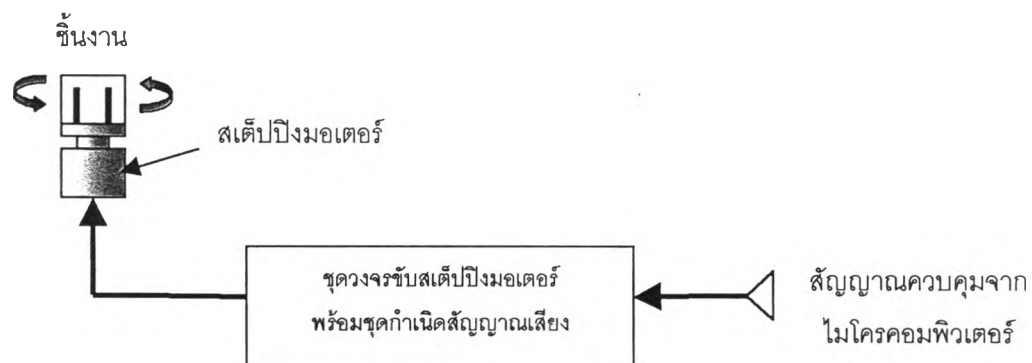 ชิ้นงาน
สเต็ปปิงมอเตอร์
ชุดวงจรขับสเต็ปปิงมอเตอร์
พร้อมชุดกำเนิดสัญญาณเสียง
สัญญาณควบคุมจาก
ไมโครคอมพิวเตอร์